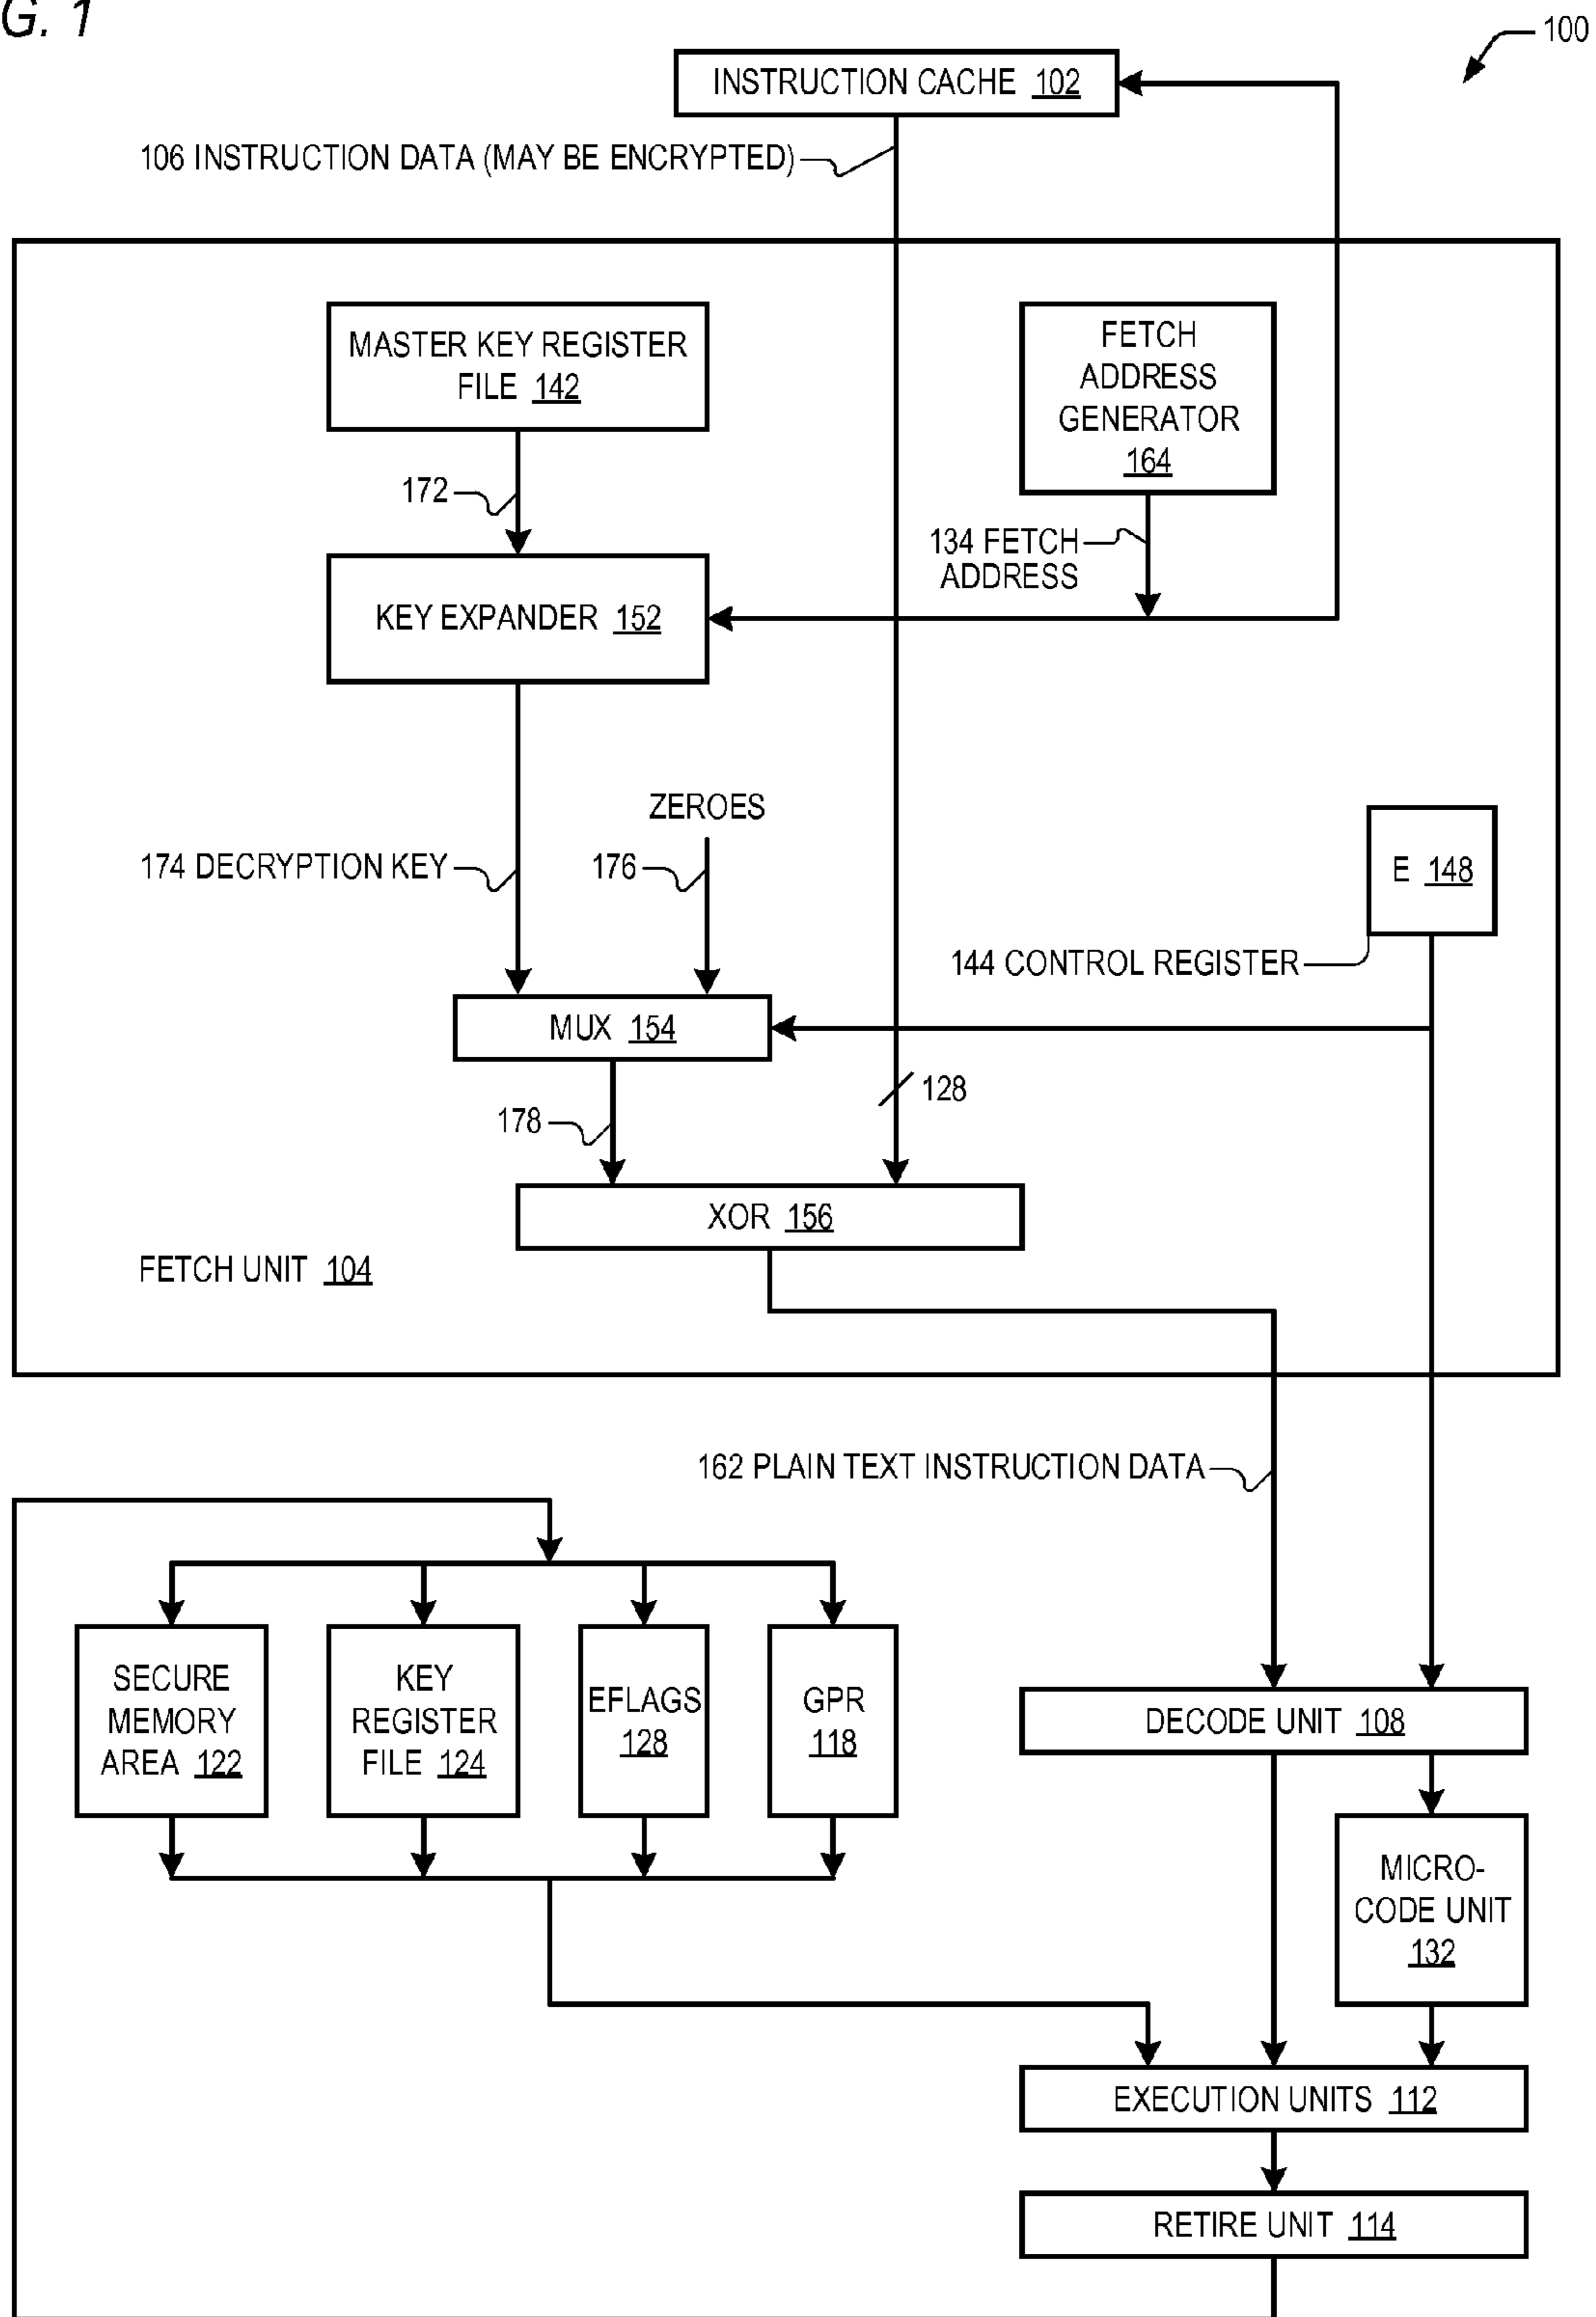 G. 1
100
INSTRUCTION CACHE 102
106 INSTRUCTION DATA (MAY BE ENCRYPTED)
MASTER KEY REGISTER
FILE 142
FETCH
ADDRESS
GENERATOR
164
172
134 FETCH
ADDRESS
KEY EXPANDER 152
ZEROES
174 DECRYPTION KEY
176
E 148
144 CONTROL REGISTER
MUX 154
128
178
XOR 156
FETCH UNIT 104
162 PLAIN TEXT INSTRUCTION DATA
SECURE
MEMORY
AREA 122
KEY
REGISTER
FILE 124
EFLAGS
128
GPR
118
DECODE UNIT 108
MICRO-
CODE UNIT
132
EXECUTION UNITS 112
RETIRE UNIT 114